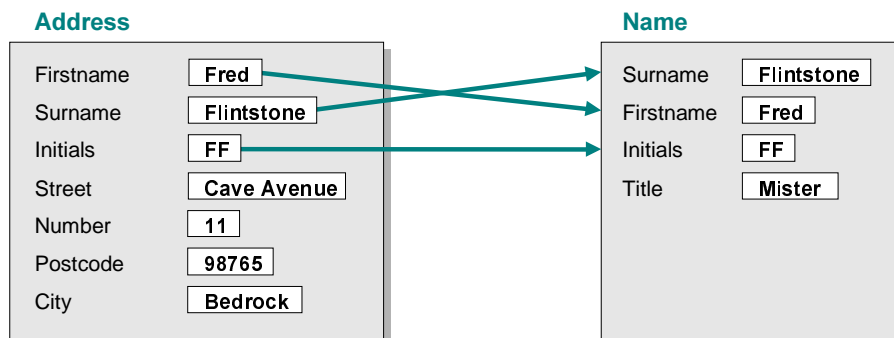 Address
Firstname Fred
Surname Flintstone
Initials FF
Street Cave Avenue
Number 11
Postcode 98765
City Bedrock
Name
Surname Flintstone
Firstname Fred
Initials FF
Title Mister